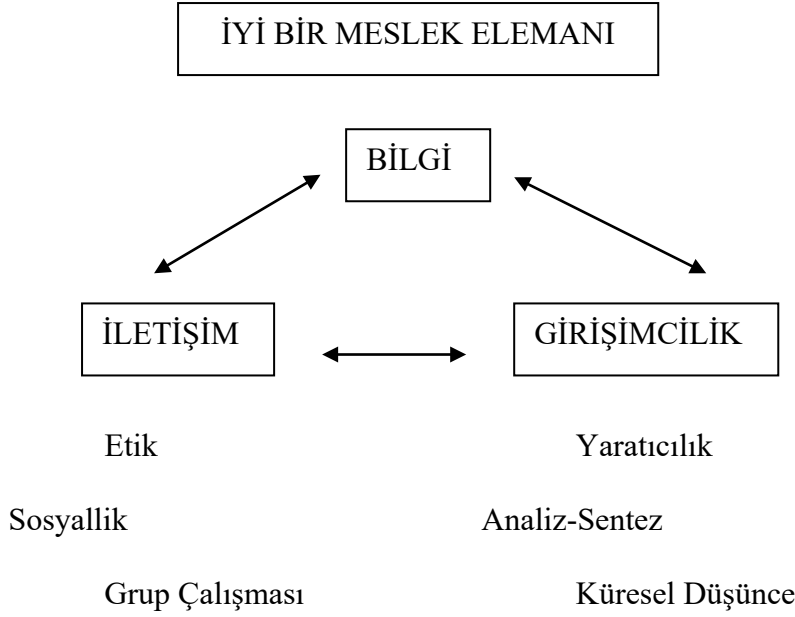 İYİ BİR MESLEK ELEMANI
BİLGİ
İLETİŞİM
GİRİŞİMCİLİK
Etik
Yaratıcılık
Sosyallik
Analiz-Sentez
Grup Çalışması
Küresel Düşünce